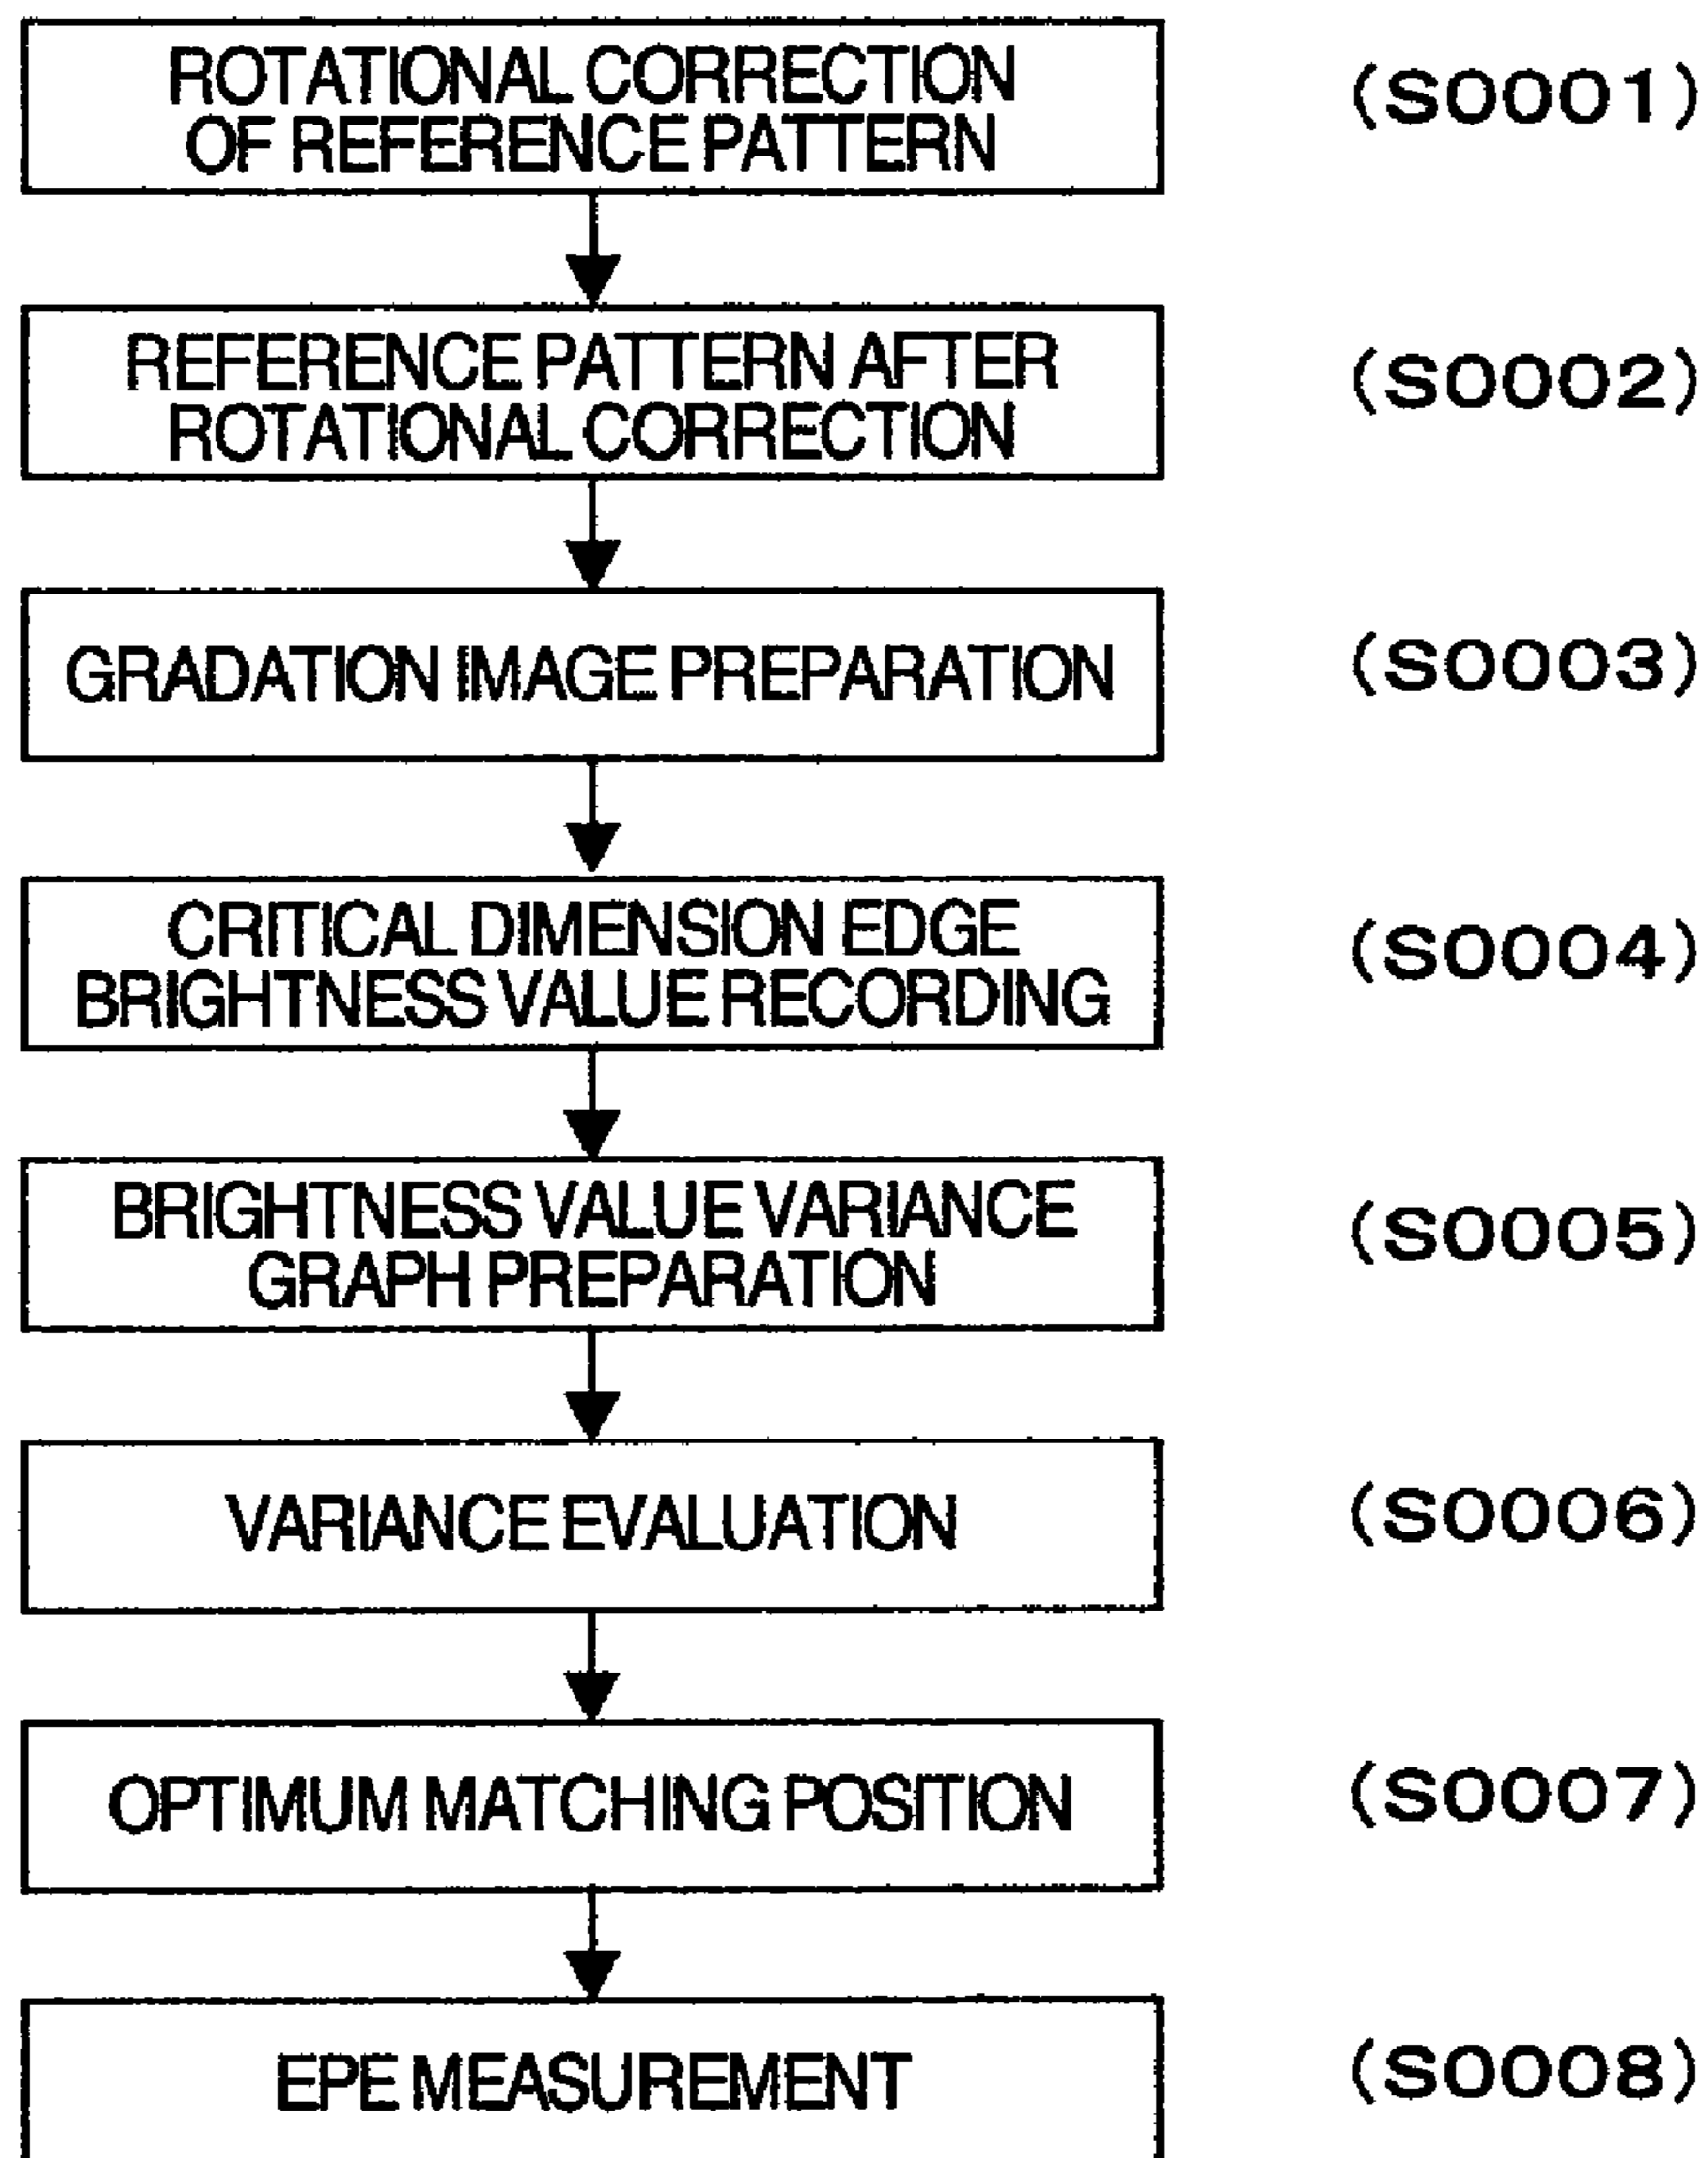 ROTATIONAL CORRECTION
OF REFERENCE PATTERN
(S0001)
REFERENCE PATTERN AFTER
ROTATIONAL CORRECTION
(S0002)
GRADATION IMAGE PREPARATION
(S0003)
CRITICAL DIMENSION EDGE
BRIGHTNESS VALUE RECORDING
(S0004)
BRIGHTNESS VALUE VARIANCE
GRAPH PREPARATION
(S0005)
VARIANCE EVALUATION
(S0006)
OPTIMUM MATCHING POSITION
(S0007)
EPE MEASUREMENT
(S0008)